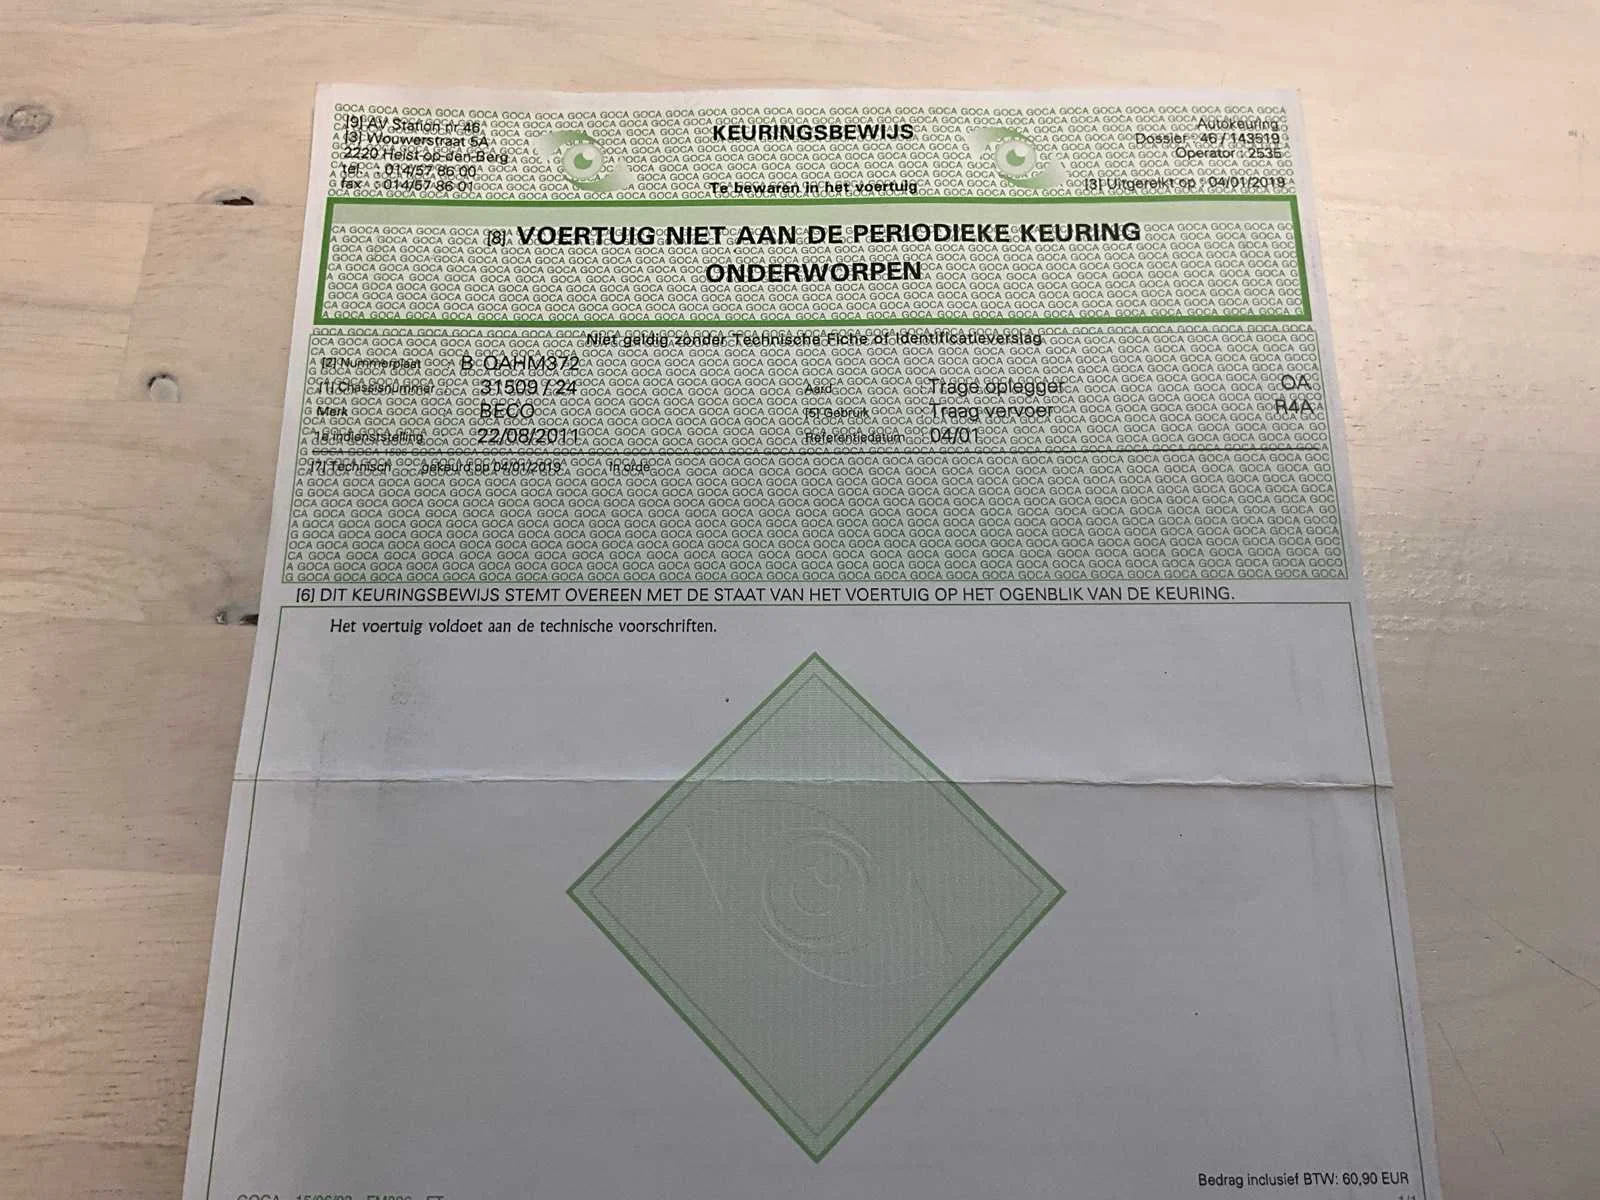 [9] AV Station nr 46
[3] Wouwerstraat 5A
2220 Heist-op-den-Berg
tel. : 014/57 86 00
fax : 014/57 86 01
KEURINGSBEWIJS
Te bewaren in het voertuig
Autokeuring
Dossier : 46 / 143519
Operator : 2535
[3] Uitgereikt op : 04/01/2019
[8] VOERTUIG NIET AAN DE PERIODIEKE KEURING
ONDERWORPEN
Niet geldig zonder Technische Fiche of Identificatieverslag
[2] Nummerplaat B QAHM372
[1] Chassisnummer 31509 / 24 Aard Trage oplegger OA
Merk BECO [5] Gebruik Traag vervoer R4A
1e indienststelling 22/08/2011 Referentiedatum 04/01
[7] Technisch gekeurd op 04/01/2019 In orde
[6] DIT KEURINGSBEWIJS STEMT OVEREEN MET DE STAAT VAN HET VOERTUIG OP HET OGENBLIK VAN DE KEURING.
Het voertuig voldoet aan de technische voorschriften.
Bedrag inclusief BTW: 60,90 EUR